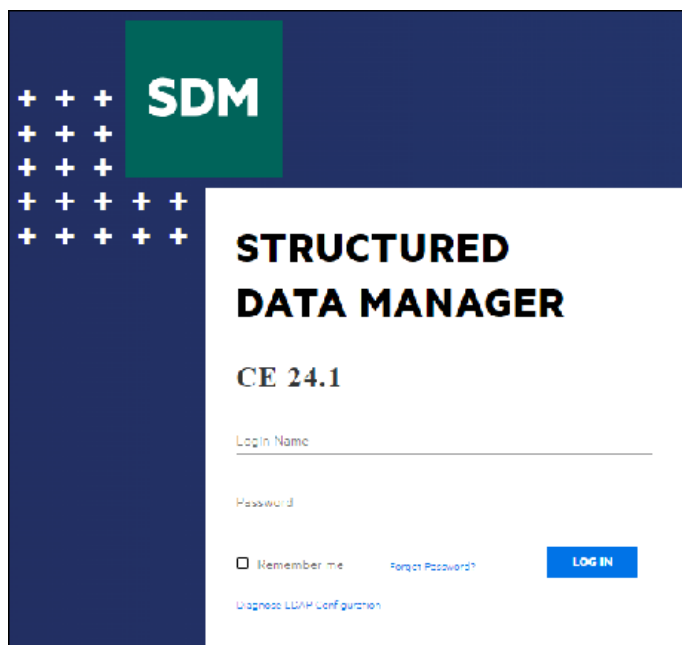 SDM
STRUCTURED
DATA MANAGER
CE 24.1
Login Name
Password
Remember me Forgot Password? LOG IN
Diagnose LDAP Configuration